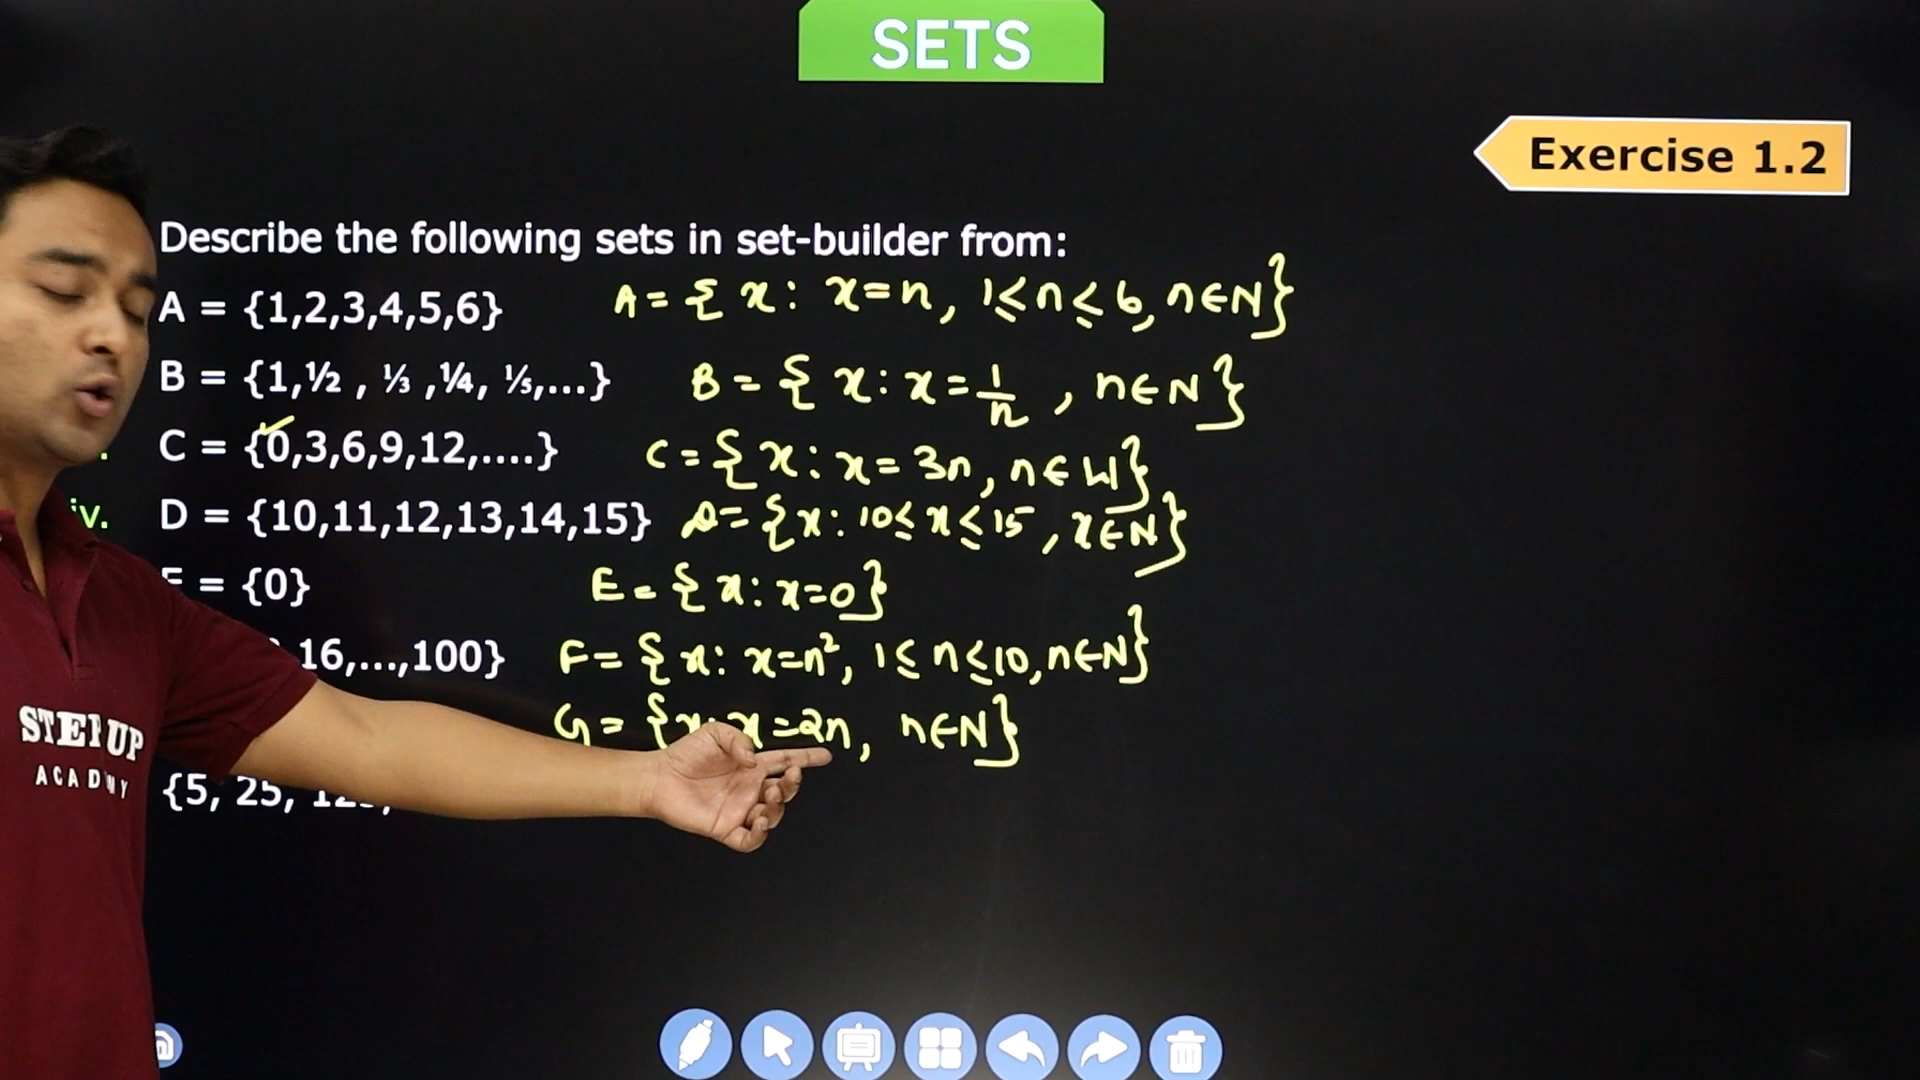 SETS
Exercise 1.2
Describe the following sets in set-builder from:
A = {1,2,3,4,5,6} A = { x : x = n, 1 ≤ n ≤ 6, n ∈ N }
B = {1,½ , ⅓ ,¼, ⅕,...} B = { x : x = 1/n , n ∈ N }
C = {0,3,6,9,12,....} C = { x : x = 3n, n ∈ W }
iv. D = {10,11,12,13,14,15} D = { x : 10 ≤ x ≤ 15 , x ∈ N }
= {0} E = { x : x = 0 }
16,...,100} F = { x : x = n², 1 ≤ n ≤ 10, n ∈ N }
G = { x : x = 2n, n ∈ N }
{5, 25,
STEP UP
ACADEMY